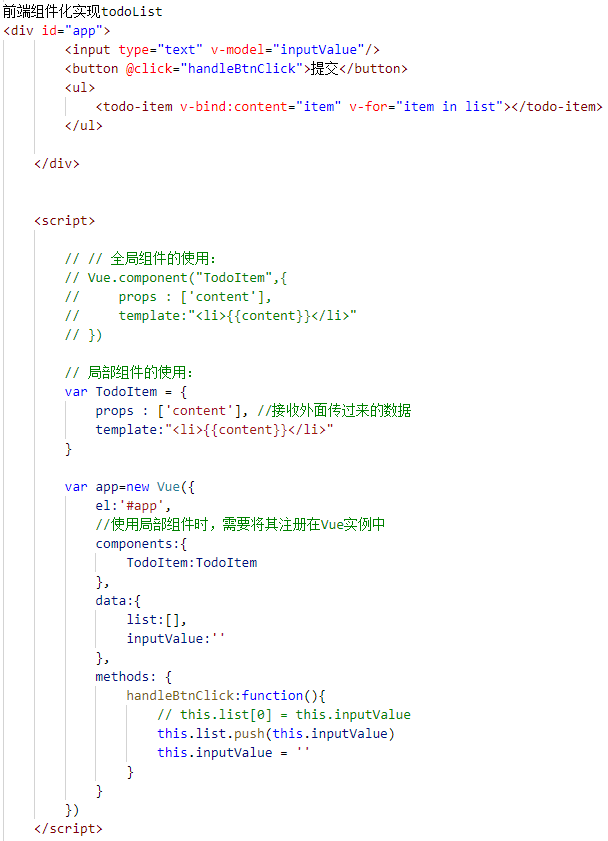 前端组件化实现todoList
<div id="app">
<input type="text" v-model="inputValue"/>
<button @click="handleBtnClick">提交</button>
<ul>
<todo-item v-bind:content="item" v-for="item in list"></todo-item>
</ul>
</div>
<script>
// // 全局组件的使用：
// Vue.component("TodoItem",{
//     props : ['content'],
//     template:"<li>{{content}}</li>"
// })
// 局部组件的使用：
var TodoItem = {
props : ['content'], //接收外面传过来的数据
template:"<li>{{content}}</li>"
}
var app=new Vue({
el:'#app',
//使用局部组件时，需要将其注册在Vue实例中
components:{
TodoItem:TodoItem
},
data:{
list:[],
inputValue:''
},
methods: {
handleBtnClick:function(){
// this.list[0] = this.inputValue
this.list.push(this.inputValue)
this.inputValue = ''
}
}
})
</script>